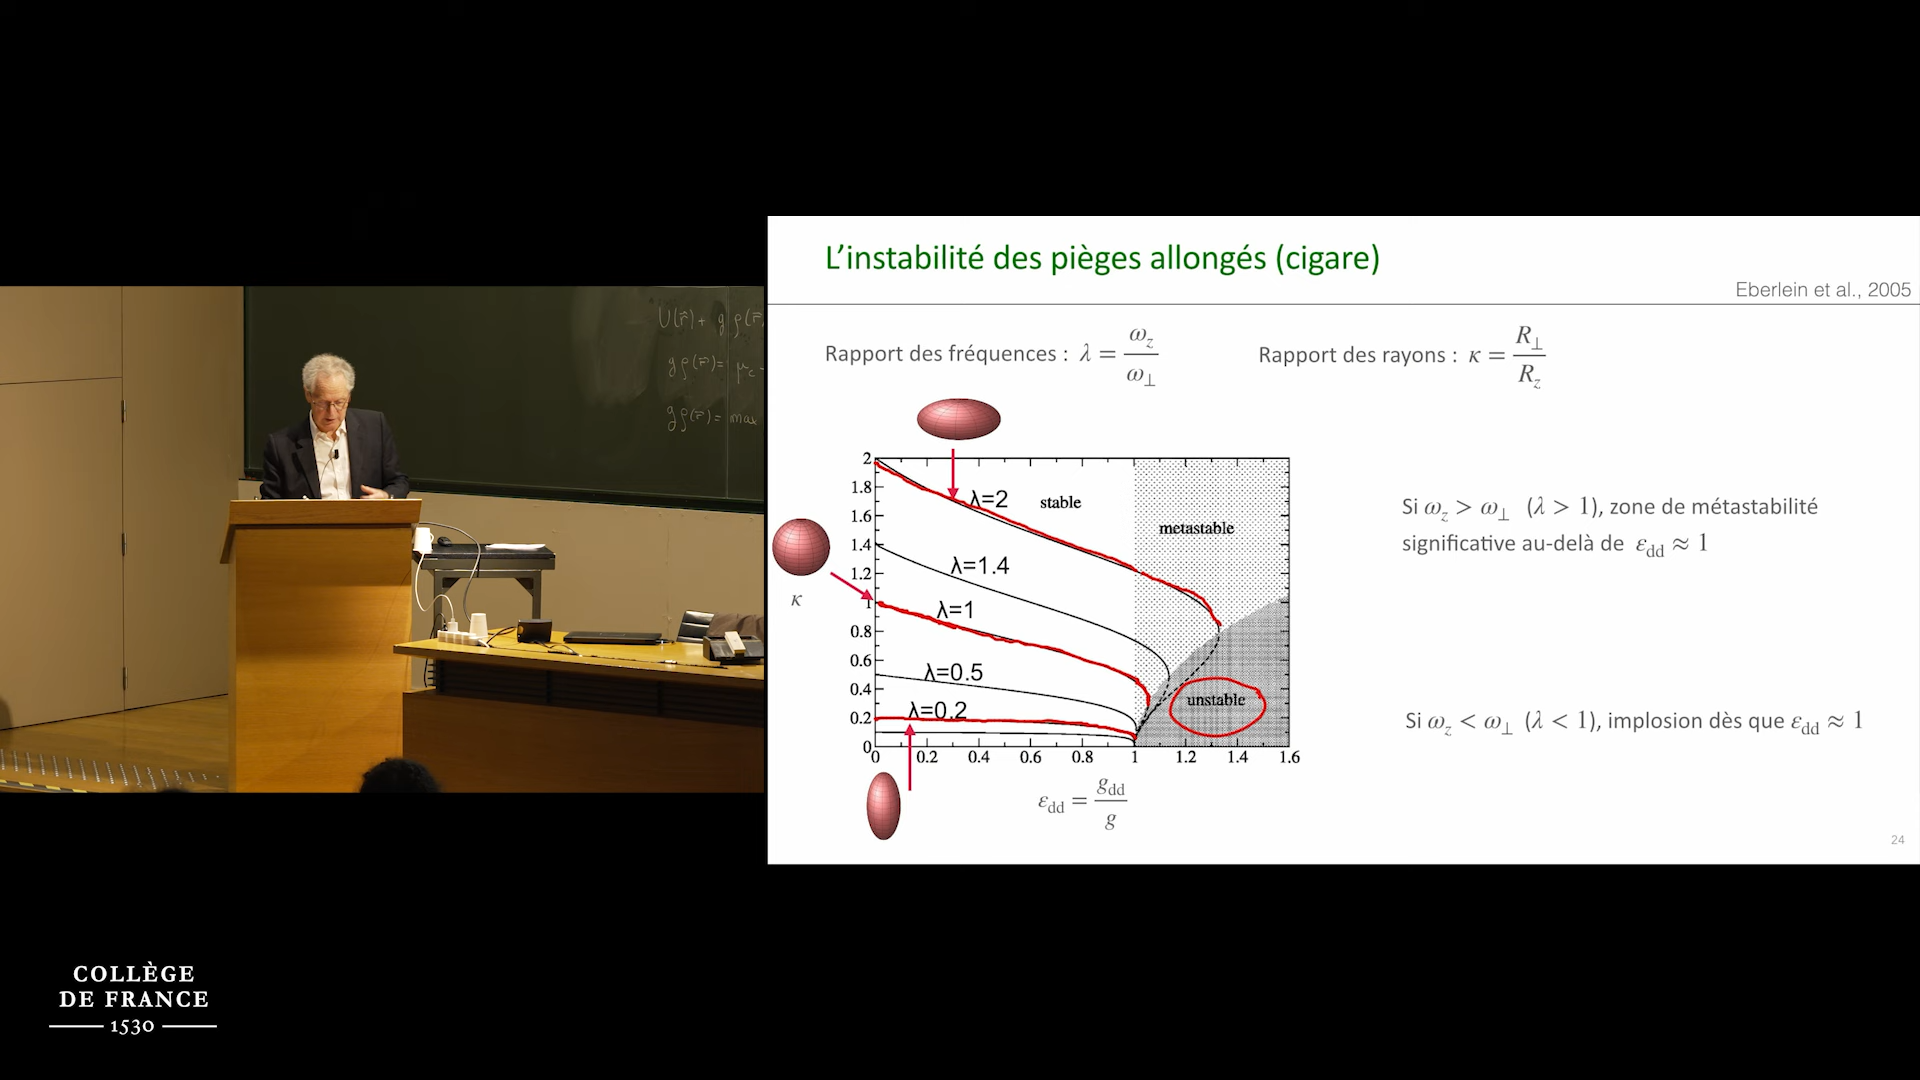 U(r⃗) + g ρ(r⃗
g ρ(r⃗) = μc -
g ρ(r⃗) = max
L’instabilité des pièges allongés (cigare)
Eberlein et al., 2005
Rapport des fréquences : λ = ω_z / ω_⊥
Rapport des rayons : κ = R_⊥ / R_z
2
1.8
1.6
1.4
1.2
1
0.8
0.6
0.4
0.2
0
κ
λ=2
λ=1.4
λ=1
λ=0.5
λ=0.2
stable
metastable
unstable
0 0.2 0.4 0.6 0.8 1 1.2 1.4 1.6
ε_dd = g_dd / g
Si ω_z > ω_⊥ (λ > 1), zone de métastabilité
significative au-delà de ε_dd ≈ 1
Si ω_z < ω_⊥ (λ < 1), implosion dès que ε_dd ≈ 1
24
COLLÈGE
DE FRANCE
1530